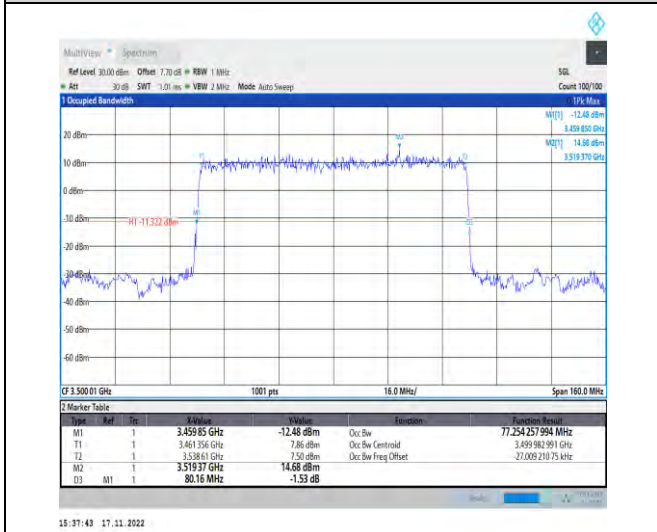 MultiView Spectrum
Ref Level 30.00 dBm Offset 7.70 dB RBW 1 MHz SGL
Att 30 dB SWT 1.01 ms VBW 2 MHz Mode Auto Sweep Count 100/100
1 Occupied Bandwidth 1Pk Max
M1[1] -12.48 dBm
3.459 850 GHz
M2[1] 14.68 dBm
3.519 370 GHz
20 dBm
M2
T1 T2
10 dBm
0 dBm
M1
-10 dBm
H1 -11.322 dBm D3
-20 dBm
-30 dBm
-40 dBm
-50 dBm
-60 dBm
CF 3.500 01 GHz 1001 pts 16.0 MHz/ Span 160.0 MHz
2 Marker Table
Type Ref Trc X-Value Y-Value Function Function Result
M1 1 3.459 85 GHz -12.48 dBm Occ Bw 77.254 257 994 MHz
T1 1 3.461 356 GHz 7.86 dBm Occ Bw Centroid 3.499 982 991 GHz
T2 1 3.538 61 GHz 7.50 dBm Occ Bw Freq Offset -27.009 210 75 kHz
M2 1 3.519 37 GHz 14.68 dBm
D3 M1 1 80.16 MHz -1.53 dB
15:37:43 17.11.2022